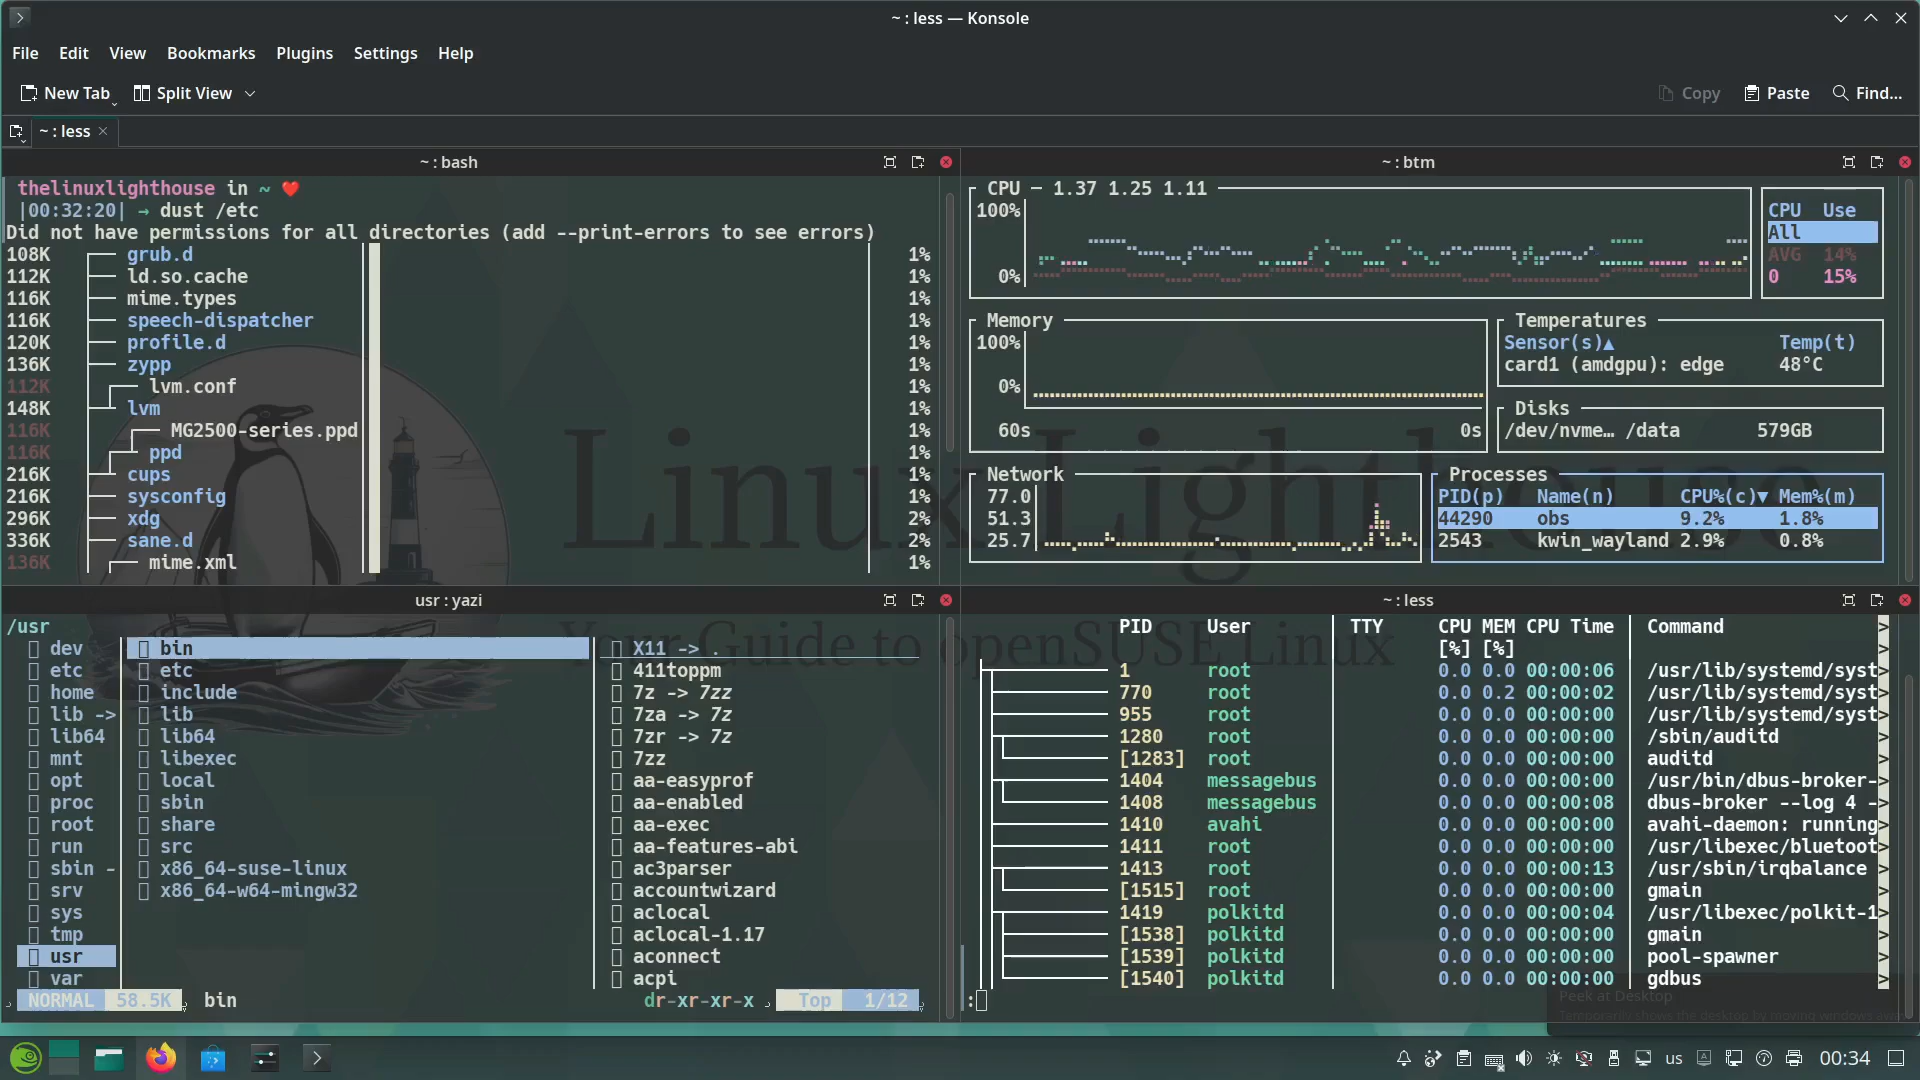 ~ : less — Konsole
File Edit View Bookmarks Plugins Settings Help
New Tab Split View Copy Paste Find...
~ : less
~ : bash
thelinuxlighthouse in ~ ❤️
|00:32:20| → dust /etc
Did not have permissions for all directories (add --print-errors to see errors)
108K grub.d 1%
112K ld.so.cache 1%
116K mime.types 1%
116K speech-dispatcher 1%
120K profile.d 1%
136K zypp 1%
112K lvm.conf 1%
148K lvm 1%
116K MG2500-series.ppd 1%
116K ppd 1%
216K cups 1%
216K sysconfig 1%
296K xdg 2%
336K sane.d 2%
136K mime.xml 1%
~ : btm
CPU — 1.37 1.25 1.11
100%
0%
CPU Use
All
AVG 14%
0 15%
Memory
100%
0%
60s 0s
Temperatures
Sensor(s)▲ Temp(t)
card1 (amdgpu): edge 48°C
Disks
/dev/nvme… /data 579GB
Network
77.0
51.3
25.7
Processes
PID(p) Name(n) CPU%(c)▼ Mem%(m)
44290 obs 9.2% 1.8%
2543 kwin_wayland 2.9% 0.8%
Linux Lighthouse
Your Guide to openSUSE Linux
usr : yazi
/usr
dev bin X11 -> .
etc etc 411toppm
home include 7z -> 7zz
lib -> lib 7za -> 7z
lib64 lib64 7zr -> 7z
mnt libexec 7zz
opt local aa-easyprof
proc sbin aa-enabled
root share aa-exec
run src aa-features-abi
sbin - x86_64-suse-linux ac3parser
srv x86_64-w64-mingw32 accountwizard
sys aclocal
tmp aclocal-1.17
usr aconnect
var acpi
NORMAL 58.5K bin dr-xr-xr-x Top 1/12
~ : less
PID User TTY CPU MEM CPU Time Command >
[%] [%] >
1 root 0.0 0.0 00:00:06 /usr/lib/systemd/syst>
770 root 0.0 0.2 00:00:02 /usr/lib/systemd/syst>
955 root 0.0 0.0 00:00:00 /usr/lib/systemd/syst>
1280 root 0.0 0.0 00:00:00 /sbin/auditd >
[1283] root 0.0 0.0 00:00:00 auditd >
1404 messagebus 0.0 0.0 00:00:00 /usr/bin/dbus-broker->
1408 messagebus 0.0 0.0 00:00:08 dbus-broker --log 4 ->
1410 avahi 0.0 0.0 00:00:00 avahi-daemon: running>
1411 root 0.0 0.0 00:00:00 /usr/libexec/bluetoot>
1413 root 0.0 0.0 00:00:13 /usr/sbin/irqbalance >
[1515] root 0.0 0.0 00:00:00 gmain >
1419 polkitd 0.0 0.0 00:00:04 /usr/libexec/polkit-1>
[1538] polkitd 0.0 0.0 00:00:00 gmain >
[1539] polkitd 0.0 0.0 00:00:00 pool-spawner >
[1540] polkitd 0.0 0.0 00:00:00 gdbus >
:
Peek at Desktop
Temporarily shows the desktop by moving windows away
us 00:34